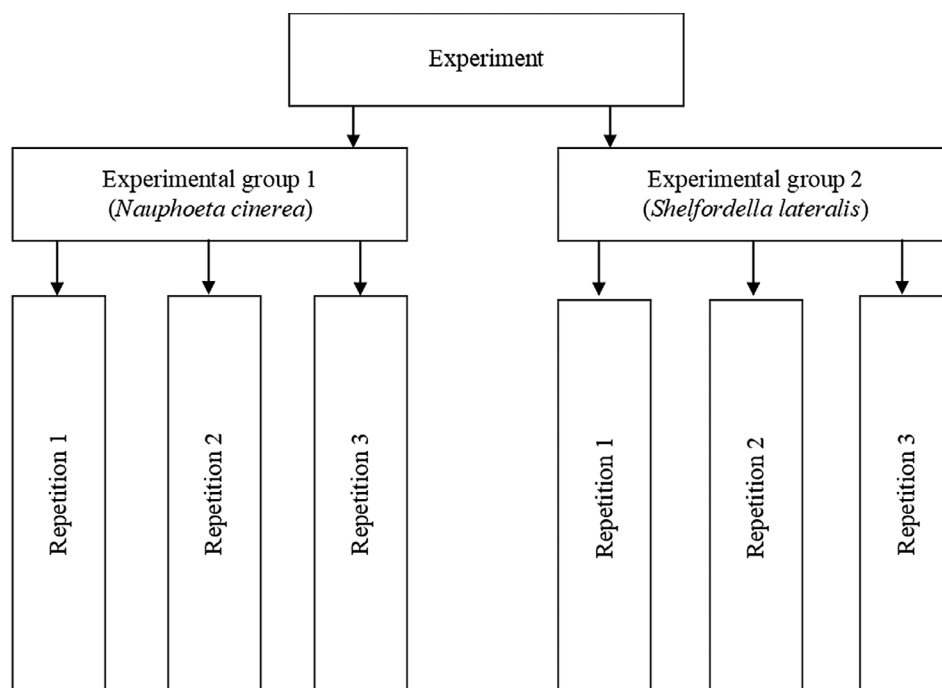 Experiment
Experimental group 1
(Nauphoeta cinerea)
Experimental group 2
(Shelfordella lateralis)
Repetition 1
Repetition 2
Repetition 3
Repetition 1
Repetition 2
Repetition 3